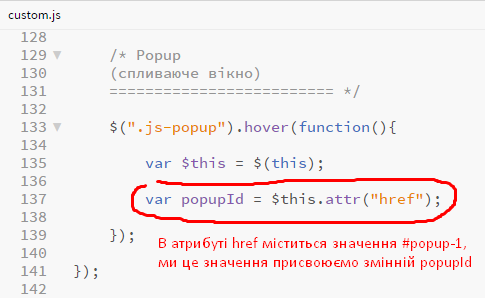 custom.js
128
129 /* Popup
130 (спливаюче вікно)
131 ========================= */
132
133 $(".js-popup").hover(function(){
134
135 var $this = $(this);
136
137 var popupId = $this.attr("href");
138
139 });
140 В атрибуті href міститься значення #popup-1,
141 }); ми це значення присвоюємо змінній popupId
142